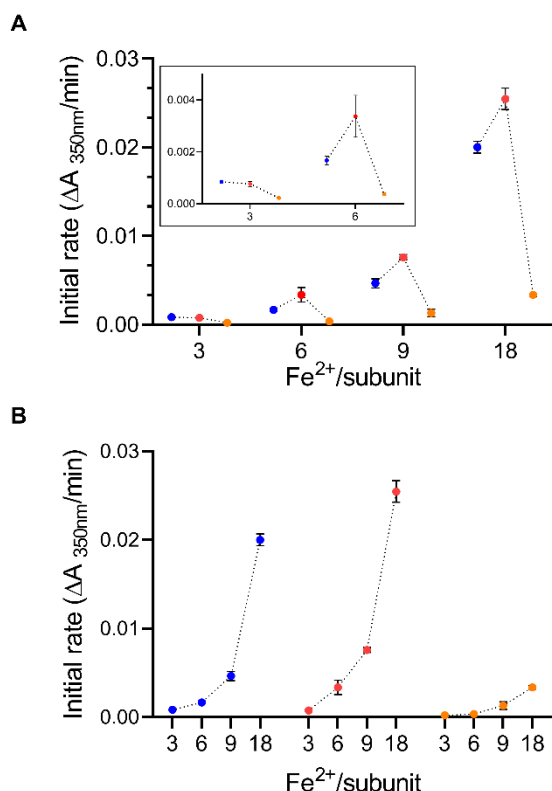 A
Initial rate (ΔA 350nm/min)
0.03
0.02
0.01
0.00
0.004
0.002
0.000
3
6
3
6
9
18
Fe²⁺/subunit
B
Initial rate (ΔA 350nm/min)
0.03
0.02
0.01
0.00
3 6 9 18 3 6 9 18 3 6 9 18
Fe²⁺/subunit